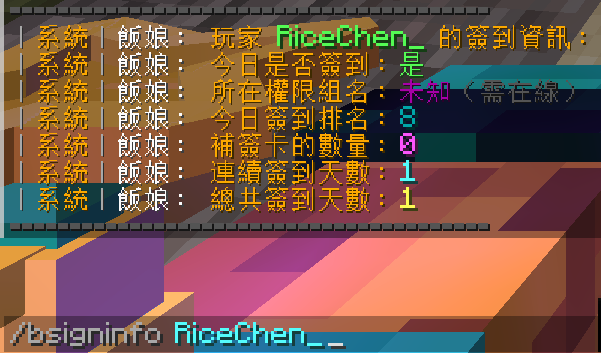 |系統|飯娘: 玩家 RiceChen_ 的簽到資訊:
|系統|飯娘: 今日是否簽到: 是
|系統|飯娘: 所在權限組名: 未知(需在線)
|系統|飯娘: 今日簽到排名: 8
|系統|飯娘: 補簽卡的數量: 0
|系統|飯娘: 連續簽到天數: 1
|系統|飯娘: 總共簽到天數: 1
/bsigninfo RiceChen_ _